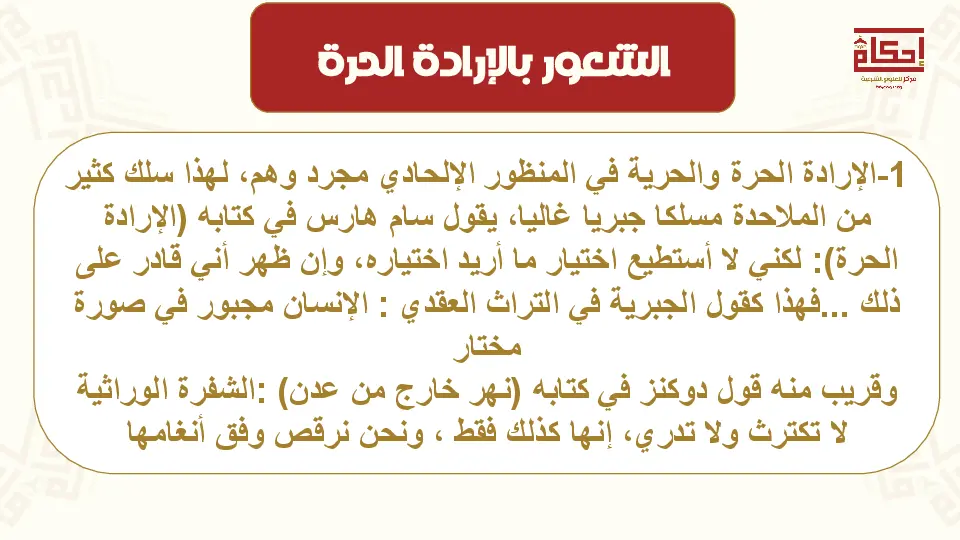 الشعور بالإرادة الحرة
إحكام
مركز للعلوم الشرعية
1-الإرادة الحرة والحرية في المنظور الإلحادي مجرد وهم، لهذا سلك كثير
من الملاحدة مسلكا جبريا غاليا، يقول سام هارس في كتابه (الإرادة
الحرة): لكني لا أستطيع اختيار ما أريد اختياره، وإن ظهر أني قادر على
ذلك ...فهذا كقول الجبرية في التراث العقدي : الإنسان مجبور في صورة
مختار
وقريب منه قول دوكنز في كتابه (نهر خارج من عدن) :الشفرة الوراثية
لا تكترث ولا تدري، إنها كذلك فقط ، ونحن نرقص وفق أنغامها